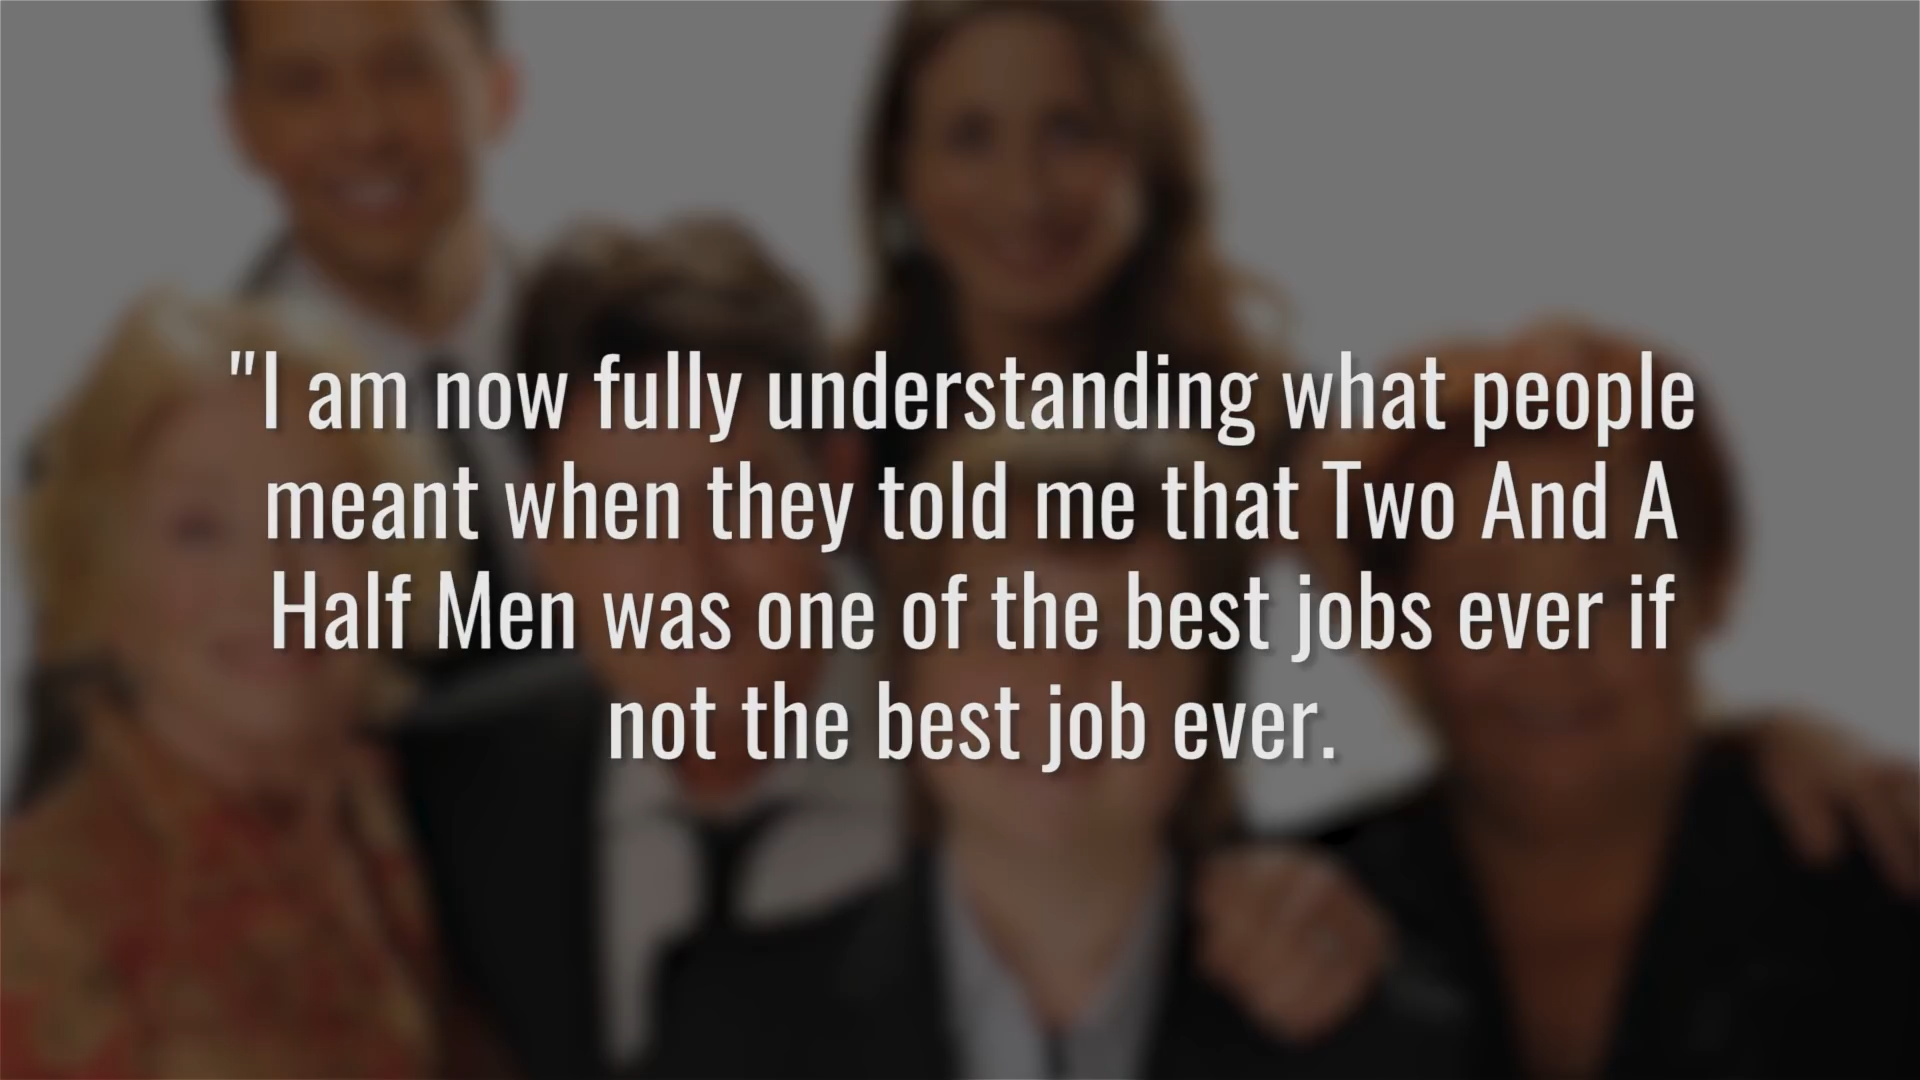 "I am now fully understanding what people
meant when they told me that Two And A
Half Men was one of the best jobs ever if
not the best job ever.